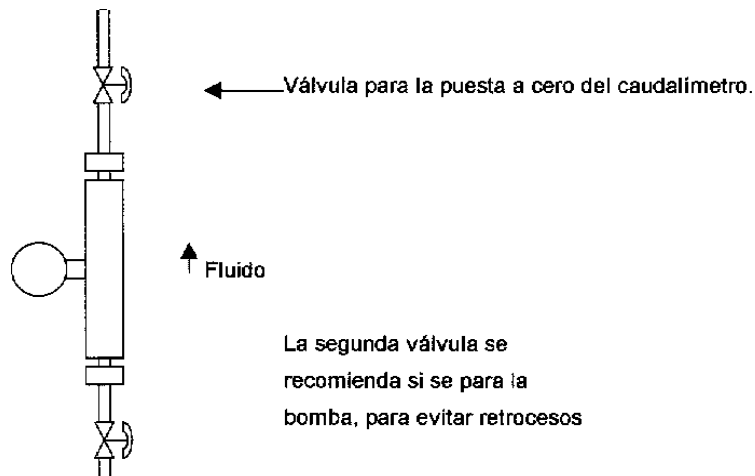 Válvula para la puesta a cero del caudalímetro.
Fluido
La segunda válvula se
recomienda si se para la
bomba, para evitar retrocesos